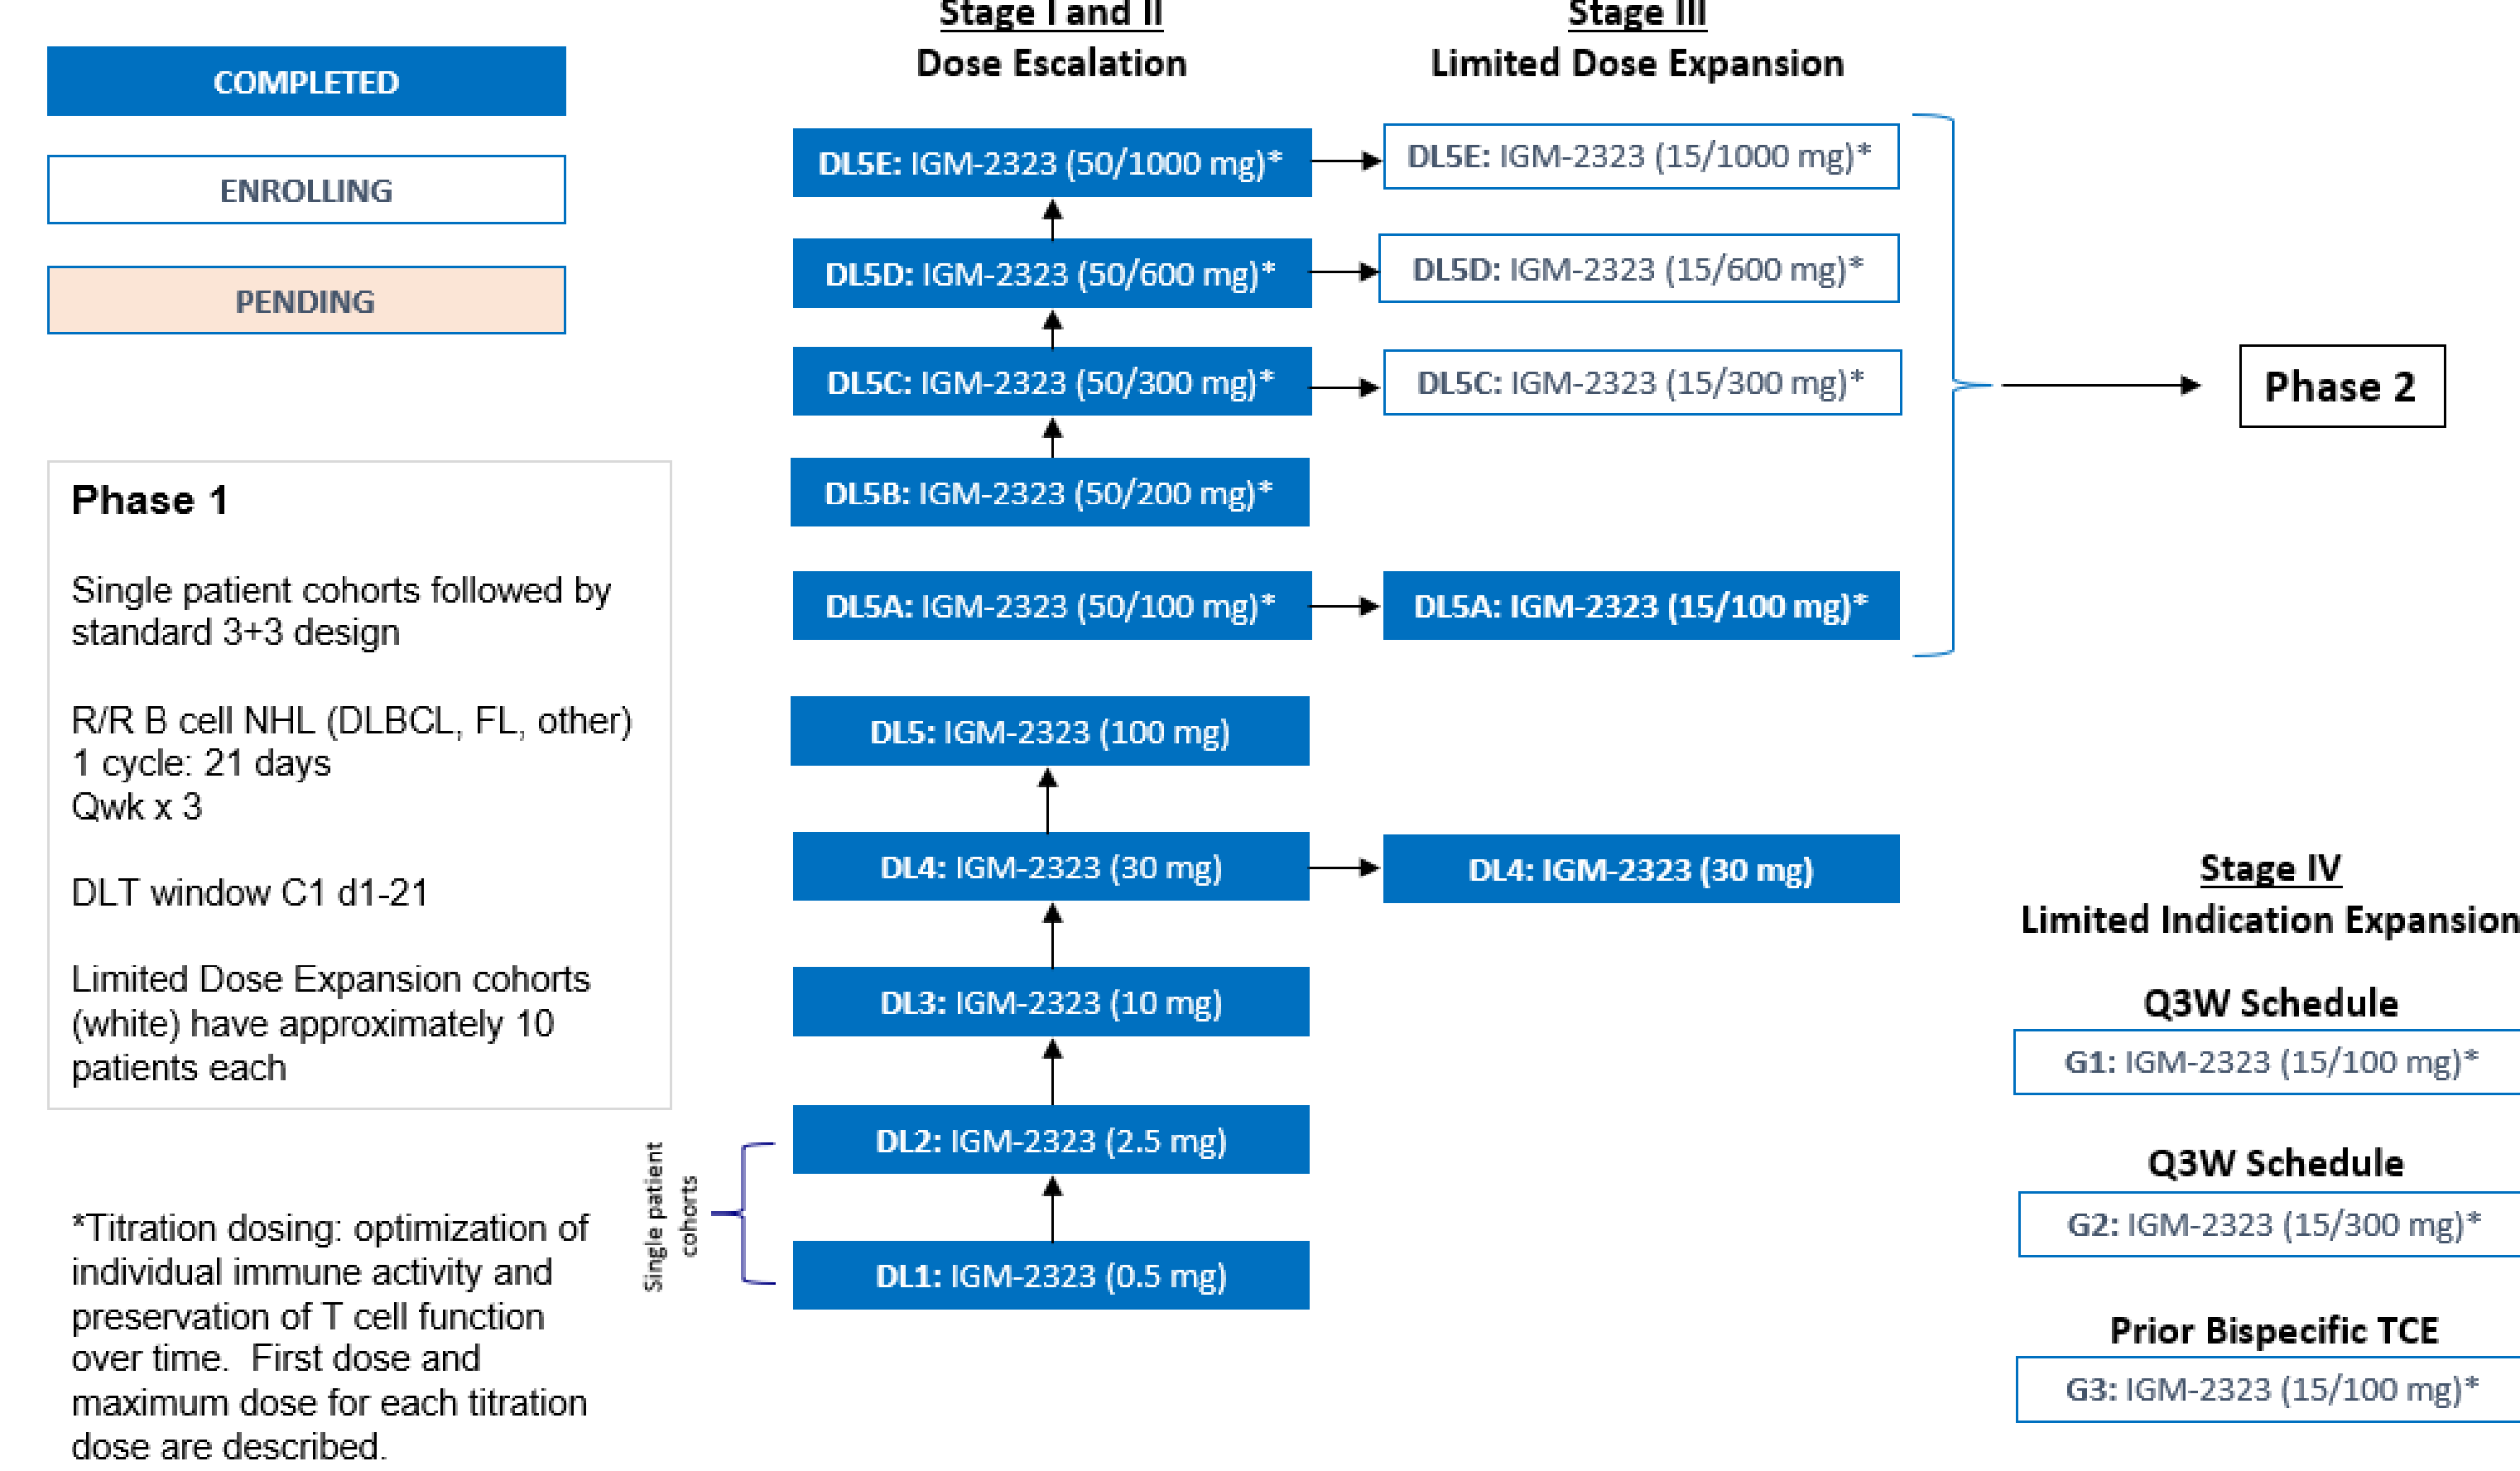 COMPLETED
ENROLLING
PENDING
Phase 1
Single patient cohorts followed by
standard 3+3 design
R/R B cell NHL (DLBCL, FL, other)
1 cycle: 21 days
Qwk x 3
DLT window C1 d1-21
Limited Dose Expansion cohorts
(white) have approximately 10
patients each
*Titration dosing: optimization of
individual immune activity and
preservation of T cell function
over time.  First dose and
maximum dose for each titration
dose are described.
Stage I and II
Dose Escalation
DL5E: IGM-2323 (50/1000 mg)*
DL5D: IGM-2323 (50/600 mg)*
DL5C: IGM-2323 (50/300 mg)*
DL5B: IGM-2323 (50/200 mg)*
DL5A: IGM-2323 (50/100 mg)*
DL5: IGM-2323 (100 mg)
DL4: IGM-2323 (30 mg)
DL3: IGM-2323 (10 mg)
DL2: IGM-2323 (2.5 mg)
DL1: IGM-2323 (0.5 mg)
Single patient
cohorts
Stage III
Limited Dose Expansion
DL5E: IGM-2323 (15/1000 mg)*
DL5D: IGM-2323 (15/600 mg)*
DL5C: IGM-2323 (15/300 mg)*
DL5A: IGM-2323 (15/100 mg)*
DL4: IGM-2323 (30 mg)
Phase 2
Stage IV
Limited Indication Expansion
Q3W Schedule
G1: IGM-2323 (15/100 mg)*
Q3W Schedule
G2: IGM-2323 (15/300 mg)*
Prior Bispecific TCE
G3: IGM-2323 (15/100 mg)*